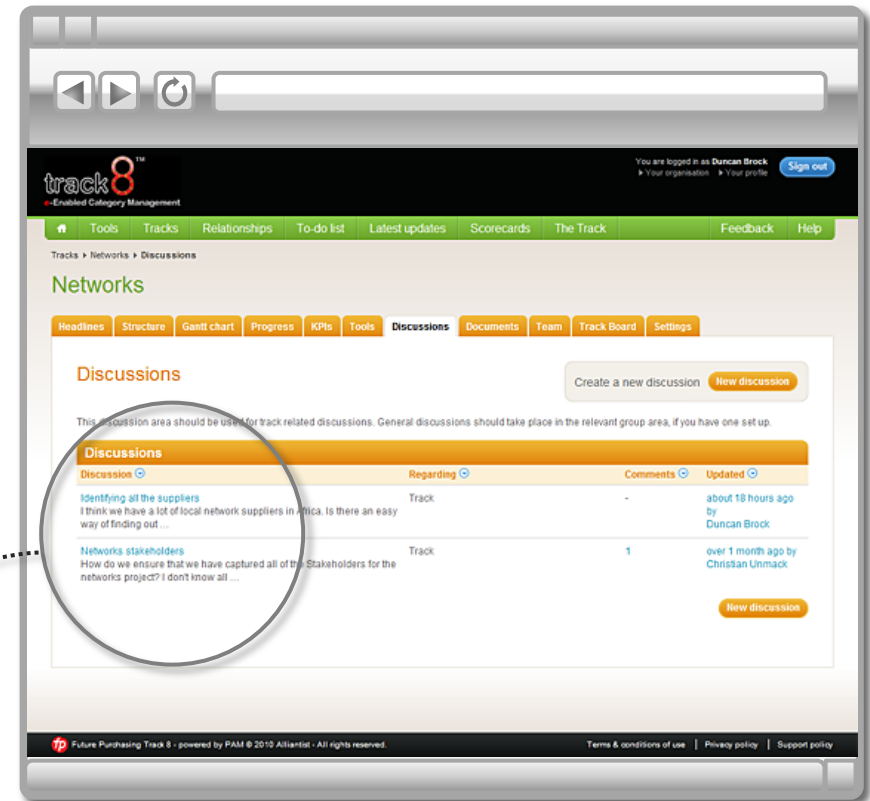 track8™
e-Enabled Category Management
You are logged in as Duncan Brock
Your organisation Your profile
Sign out
Tools Tracks Relationships To-do list Latest updates Scorecards The Track Feedback Help
Tracks Networks Discussions
Networks
Headlines Structure Gantt chart Progress KPIs Tools Discussions Documents Team Track Board Settings
Discussions
Create a new discussion New discussion
This discussion area should be used for track related discussions. General discussions should take place in the relevant group area, if you have one set up.
Discussions
Discussion Regarding Comments Updated
Identifying all the suppliers Track - about 18 hours ago
I think we have a lot of local network suppliers in Africa. Is there an easy by
way of finding out ... Duncan Brock
Networks stakeholders Track 1 over 1 month ago by
How do we ensure that we have captured all of the Stakeholders for the Christian Unmack
networks project? I don't know all ...
New discussion
fp Future Purchasing Track 8 - powered by PAM © 2010 Alliantist - All rights reserved. Terms & conditions of use | Privacy policy | Support policy